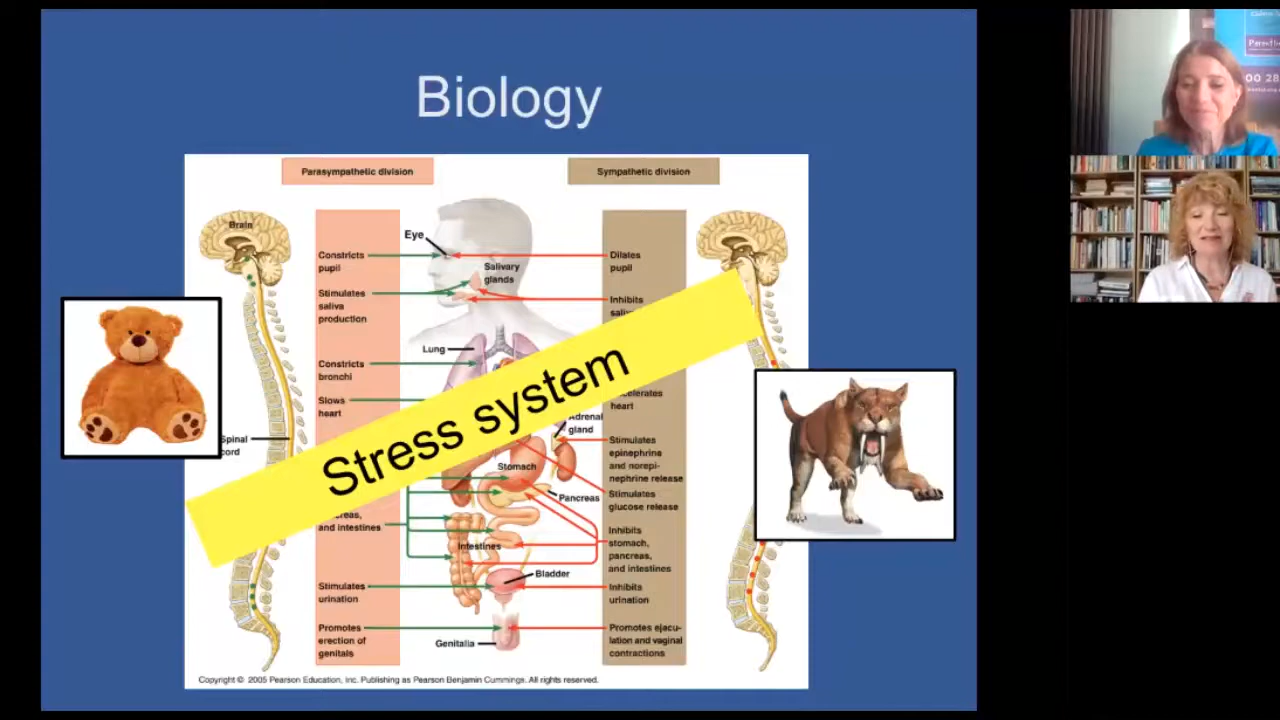 Biology
Parasympathetic division
Sympathetic division
Brain
Eye
Constricts
pupil
Dilates
pupil
Salivary
glands
Stimulates
saliva
production
Inhibits
Lung
Constricts
bronchi
Slows
heart
heart
Stress system
gland
Spinal
Stimulates
epinephrine
and norepi-
nephrine release
Stomach
Pancreas
Stimulates
glucose release
and intestines
Intestines
Inhibits
stomach,
pancreas,
and intestines
Bladder
Stimulates
urination
Inhibits
urination
Promotes
erection of
genitals
Genitalia
Promotes ejacu-
lation and vaginal
contractions
Copyright © 2005 Pearson Education, Inc. Publishing as Pearson Benjamin Cummings. All rights reserved.
00 28